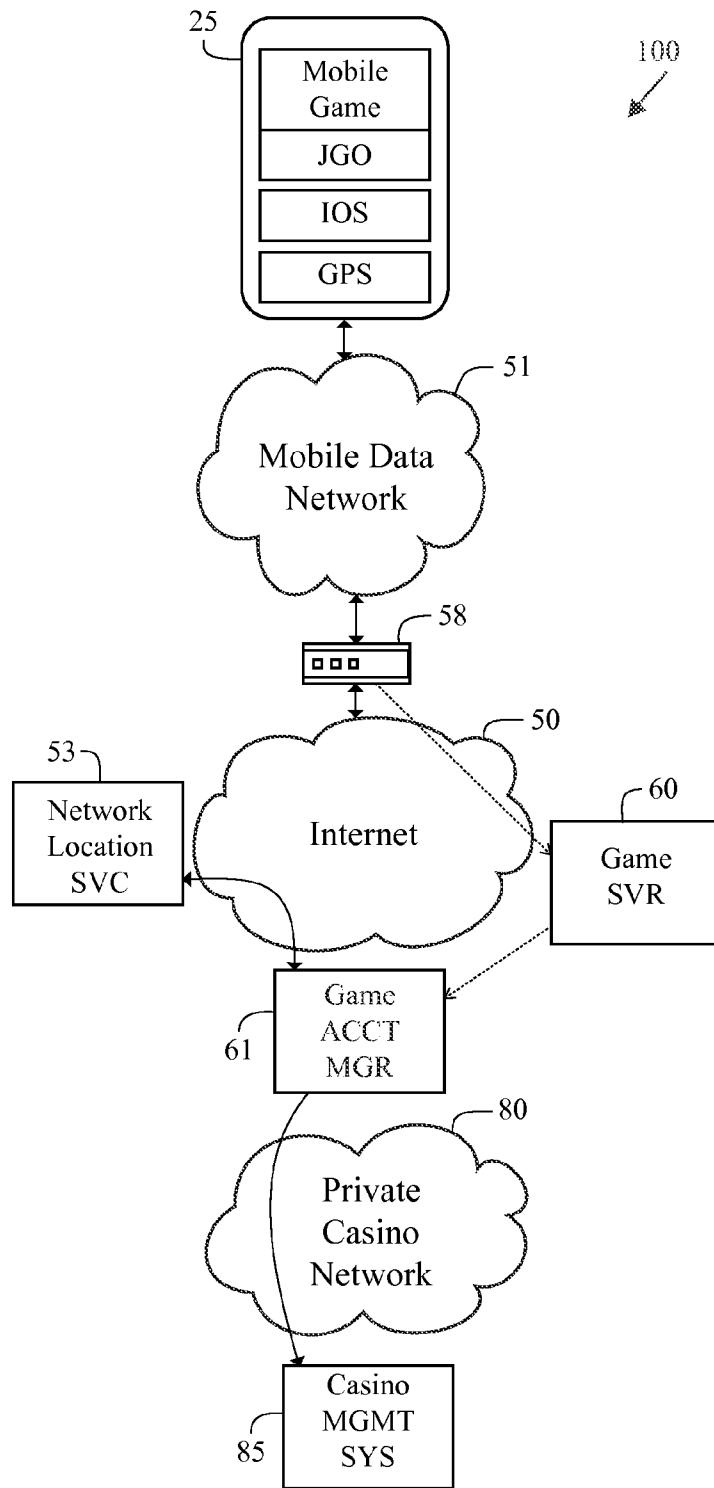 25
100
Mobile
Game
JGO
IOS
GPS
51
Mobile Data
Network
58
50
53
Network
Location
SVC
Internet
60
Game
SVR
Game
ACCT
MGR
61
80
Private
Casino
Network
Casino
MGMT
SYS
85